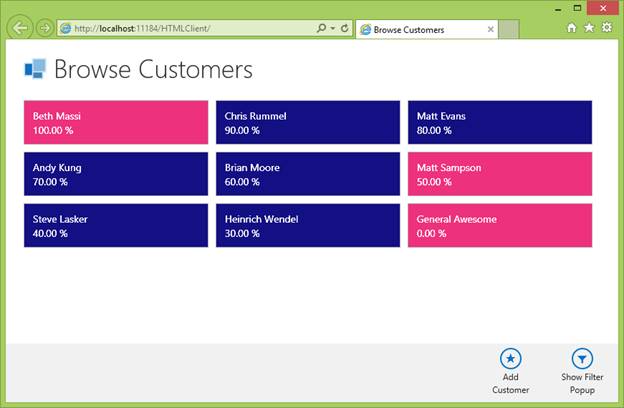 http://localhost:11184/HTMLClient/
Browse Customers
Browse Customers
Beth Massi
100.00 %
Chris Rummel
90.00 %
Matt Evans
80.00 %
Andy Kung
70.00 %
Brian Moore
60.00 %
Matt Sampson
50.00 %
Steve Lasker
40.00 %
Heinrich Wendel
30.00 %
General Awesome
0.00 %
Add
Customer
Show Filter
Popup